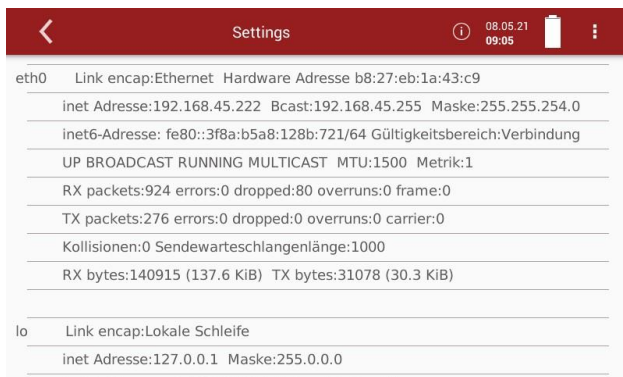 Settings
08.05.21
09:05
eth0 Link encap:Ethernet Hardware Adresse b8:27:eb:1a:43:c9
inet Adresse:192.168.45.222 Bcast:192.168.45.255 Maske:255.255.254.0
inet6-Adresse: fe80::3f8a:b5a8:128b:721/64 Gültigkeitsbereich:Verbindung
UP BROADCAST RUNNING MULTICAST MTU:1500 Metrik:1
RX packets:924 errors:0 dropped:80 overruns:0 frame:0
TX packets:276 errors:0 dropped:0 overruns:0 carrier:0
Kollisionen:0 Sendewarteschlangenlänge:1000
RX bytes:140915 (137.6 KiB) TX bytes:31078 (30.3 KiB)
lo Link encap:Lokale Schleife
inet Adresse:127.0.0.1 Maske:255.0.0.0